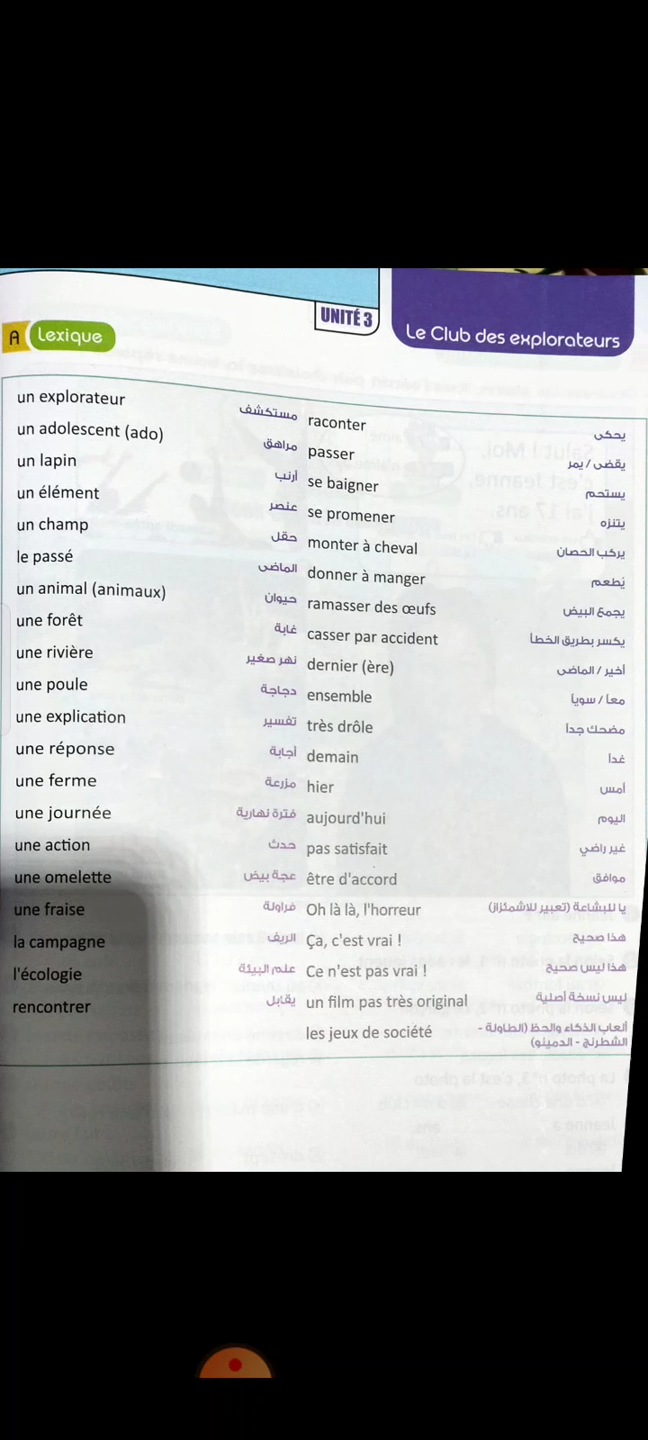 UNITÉ 3
Le Club des explorateurs
A Lexique
un explorateur مستكشف
un adolescent (ado) مراهق
un lapin أرنب
un élément عنصر
un champ حقل
le passé الماضى
un animal (animaux) حيوان
une forêt غابة
une rivière نهر صغير
une poule دجاجة
une explication تفسير
une réponse أجابة
une ferme مزرعة
une journée فترة نهارية
une action حدث
une omelette عجة بيض
une fraise فراولة
la campagne الريف
l'écologie علم البيئة
rencontrer يقابل
raconter يحكى
passer يقضى / يمر
se baigner يستحم
se promener يتنزه
monter à cheval يركب الحصان
donner à manger يُطعم
ramasser des œufs يجمع البيض
casser par accident يكسر بطريق الخطأ
dernier (ère) أخير / الماضى
ensemble معاً / سوياً
très drôle مضحك جداً
demain غداً
hier أمس
aujourd'hui اليوم
pas satisfait غير راضي
être d'accord موافق
Oh là là, l'horreur يا للبشاعة (تعبير للاشمئزاز)
Ça, c'est vrai ! هذا صحيح
Ce n'est pas vrai ! هذا ليس صحيح
un film pas très original ليس نسخة أصلية
les jeux de société ألعاب الذكاء والحظ (الطاولة -
الشطرنج - الدمينو)